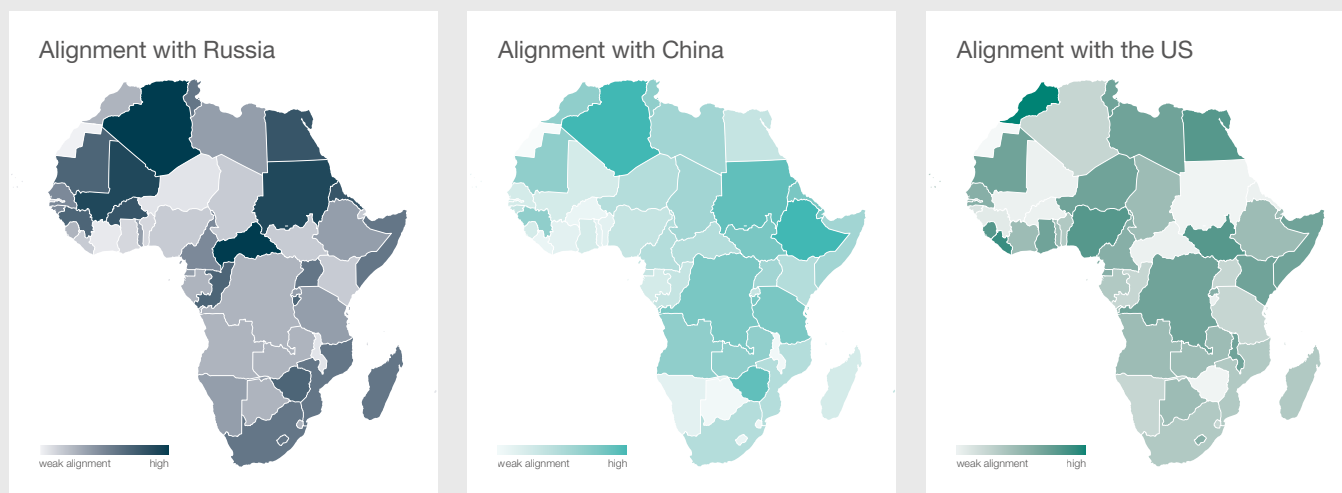 Alignment with Russia
weak alignment high
Alignment with China
weak alignment high
Alignment with the US
weak alignment high